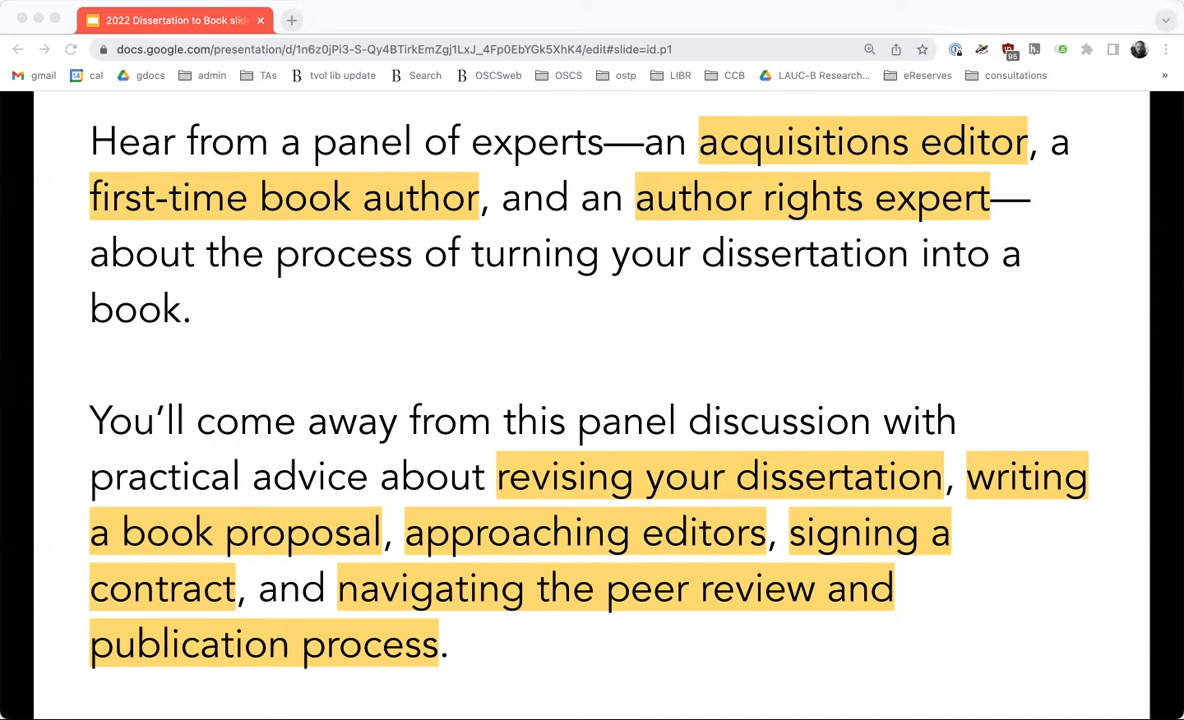 2022 Dissertation to Book slid
docs.google.com/presentation/d/1n6z0jPi3-S-Qy4BTirkEmZgj1LxJ_4Fp0EbYGk5XhK4/edit#slide=id.p1
95
gmail 14 cal gdocs admin TAs B tvol lib update B Search B OSCSweb OSCS ostp LIBR CCB LAUC-B Research... eReserves consultations »
Hear from a panel of experts—an acquisitions editor, a
first-time book author, and an author rights expert—
about the process of turning your dissertation into a
book.
You’ll come away from this panel discussion with
practical advice about revising your dissertation, writing
a book proposal, approaching editors, signing a
contract, and navigating the peer review and
publication process.